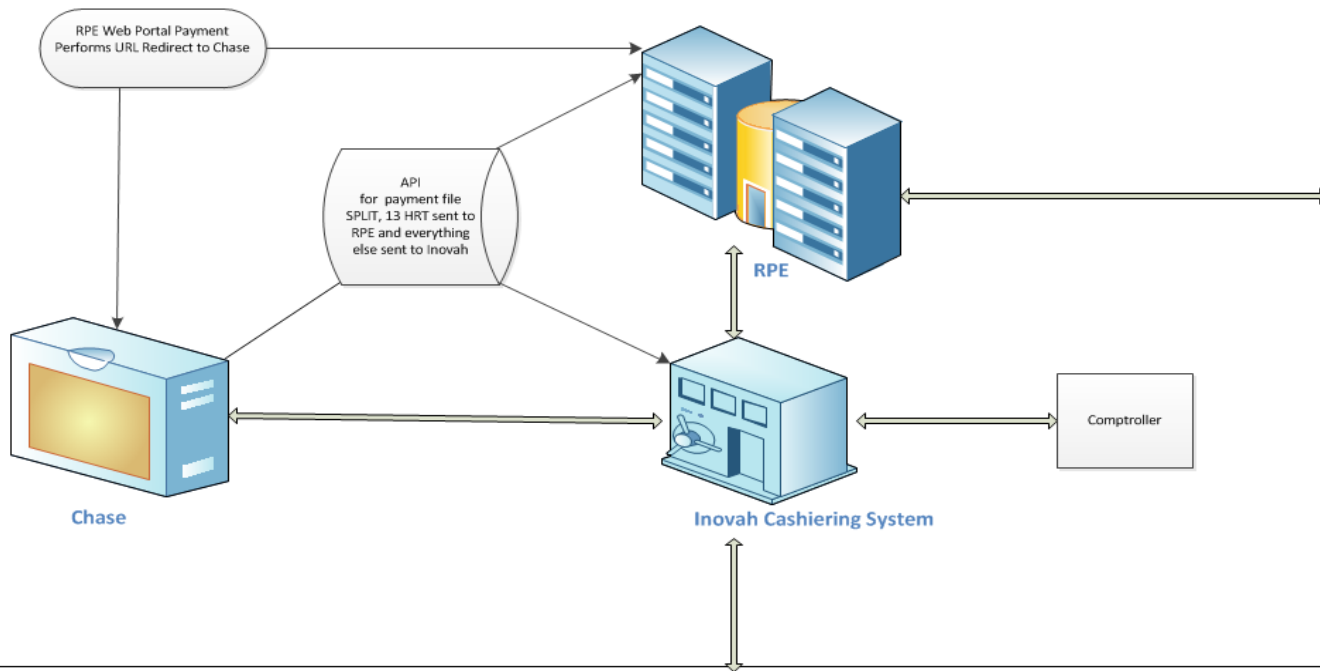 RPE Web Portal Payment
Performs URL Redirect to Chase
API
for payment file
SPLIT, 13 HRT sent to
RPE and everything
else sent to Inovah
RPE
Comptroller
Chase
Inovah Cashiering System